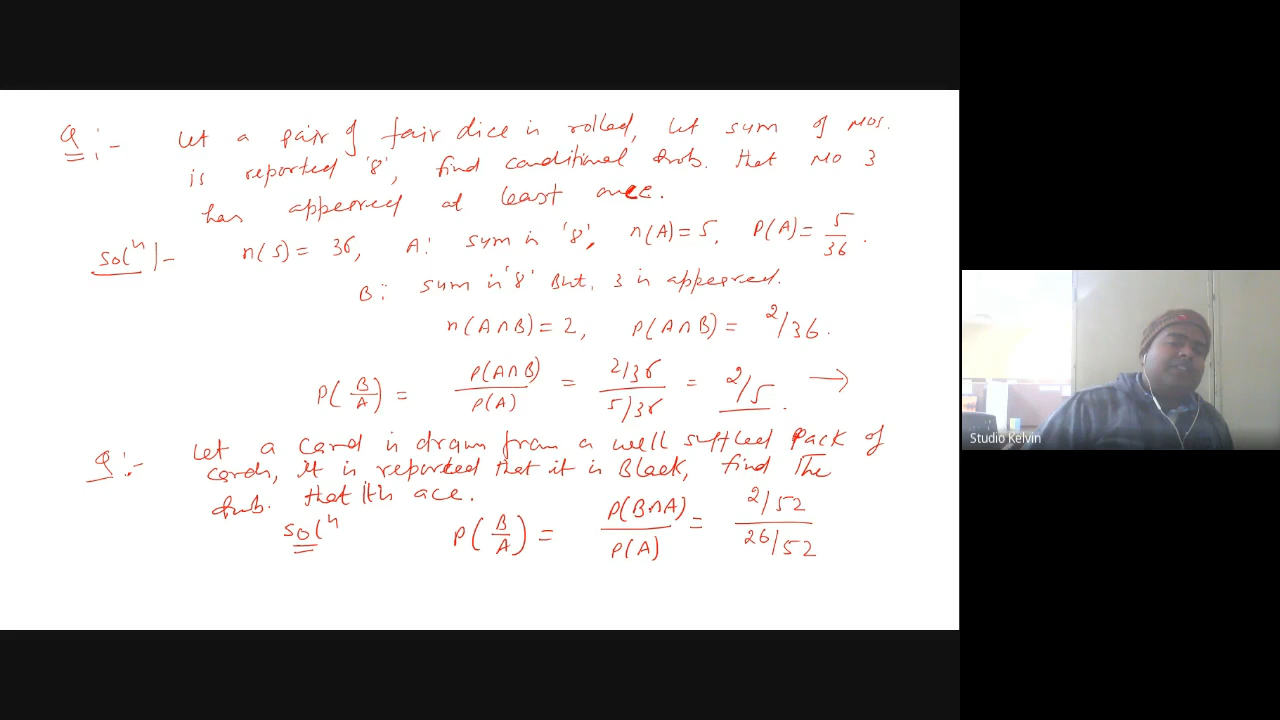 Q:- Let a pair of fair dice is rolled, Let sum of nos.
is reported '8', find conditional prob. that no 3
has appeared at least once.
sol^n)- n(S) = 36, A: sum is '8', n(A) = 5, P(A) = 5/36.
B: sum is '8' But, 3 is appeared.
n(A∩B) = 2, P(A∩B) = 2/36.
P(B/A) = P(A∩B)/P(A) = (2/36)/(5/36) = 2/5. →
Q:- Let a card is drawn from a well suffled Pack of
cards, It is reported that it is Black, find The
prob. that it is ace.
sol^n P(B/A) = P(B∩A)/P(A) = (2/52)/(26/52)
Studio Kelvin